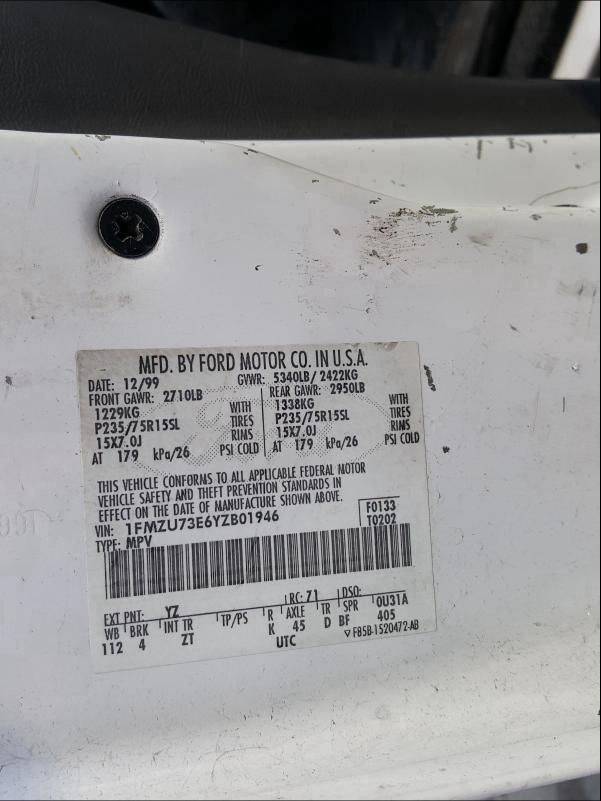 MFD. BY FORD MOTOR CO. IN U.S.A.
DATE: 12/99 GVWR: 5340LB/ 2422KG
FRONT GAWR: 2710LB REAR GAWR: 2950LB
1229KG WITH 1338KG WITH
P235/75R15SL TIRES P235/75R15SL TIRES
15X7.0J RIMS 15X7.0J RIMS
AT 179 kPa/26 PSI COLD AT 179 kPa/26 PSI COLD
THIS VEHICLE CONFORMS TO ALL APPLICABLE FEDERAL MOTOR
VEHICLE SAFETY AND THEFT PREVENTION STANDARDS IN
EFFECT ON THE DATE OF MANUFACTURE SHOWN ABOVE.
VIN: 1FMZU73E6YZB01946 F0133
TYPE: MPV T0202
EXT PNT: YZ RC: 71 DSO:
WB BRK INT TR TP/PS R AXLE TR SPR 0U31A
112 4 ZT K 45 D BF 405
UTC ▽ F85B-1520472-AB